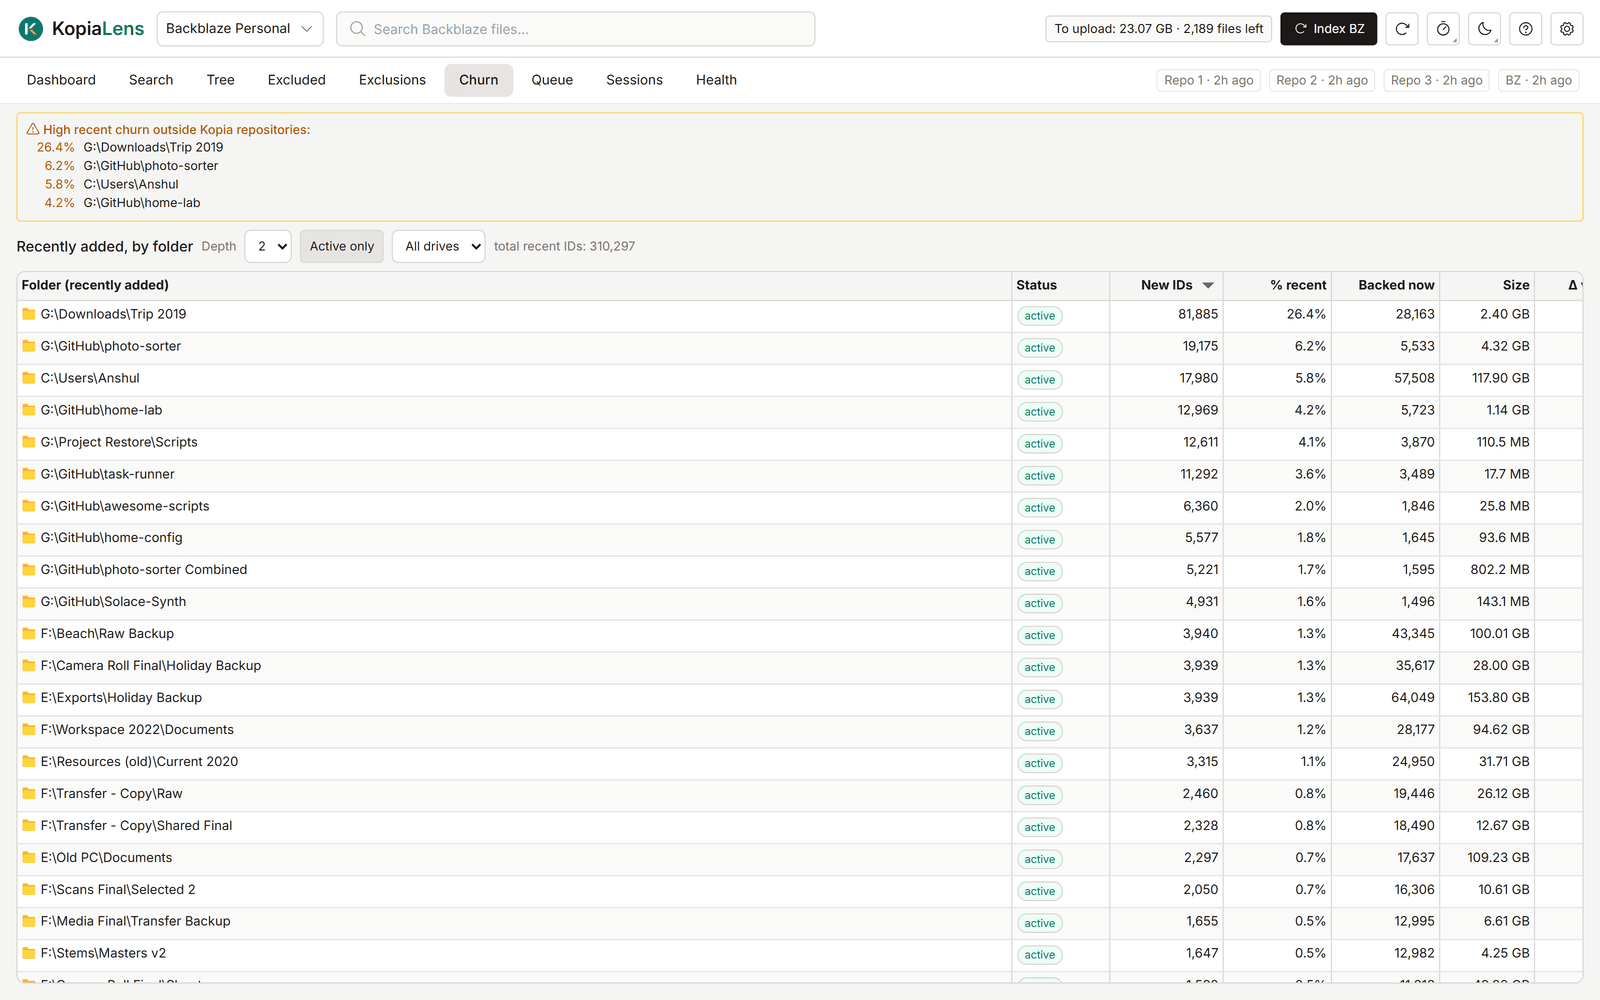 KopiaLens
Backblaze Personal
Search Backblaze files...
To upload: 23.07 GB · 2,189 files left
Index BZ
Dashboard Search Tree Excluded Exclusions Churn Queue Sessions Health
Repo 1 · 2h ago Repo 2 · 2h ago Repo 3 · 2h ago BZ · 2h ago
High recent churn outside Kopia repositories:
26.4% G:\Downloads\Trip 2019
6.2% G:\GitHub\photo-sorter
5.8% C:\Users\Anshul
4.2% G:\GitHub\home-lab
Recently added, by folder Depth 2 Active only All drives total recent IDs: 310,297
Folder (recently added) Status New IDs % recent Backed now Size Δ
G:\Downloads\Trip 2019 active 81,885 26.4% 28,163 2.40 GB
G:\GitHub\photo-sorter active 19,175 6.2% 5,533 4.32 GB
C:\Users\Anshul active 17,980 5.8% 57,508 117.90 GB
G:\GitHub\home-lab active 12,969 4.2% 5,723 1.14 GB
G:\Project Restore\Scripts active 12,611 4.1% 3,870 110.5 MB
G:\GitHub\task-runner active 11,292 3.6% 3,489 17.7 MB
G:\GitHub\awesome-scripts active 6,360 2.0% 1,846 25.8 MB
G:\GitHub\home-config active 5,577 1.8% 1,645 93.6 MB
G:\GitHub\photo-sorter Combined active 5,221 1.7% 1,595 802.2 MB
G:\GitHub\Solace-Synth active 4,931 1.6% 1,496 143.1 MB
F:\Beach\Raw Backup active 3,940 1.3% 43,345 100.01 GB
F:\Camera Roll Final\Holiday Backup active 3,939 1.3% 35,617 28.00 GB
E:\Exports\Holiday Backup active 3,939 1.3% 64,049 153.80 GB
F:\Workspace 2022\Documents active 3,637 1.2% 28,177 94.62 GB
E:\Resources (old)\Current 2020 active 3,315 1.1% 24,950 31.71 GB
F:\Transfer - Copy\Raw active 2,460 0.8% 19,446 26.12 GB
F:\Transfer - Copy\Shared Final active 2,328 0.8% 18,490 12.67 GB
E:\Old PC\Documents active 2,297 0.7% 17,637 109.23 GB
F:\Scans Final\Selected 2 active 2,050 0.7% 16,306 10.61 GB
F:\Media Final\Transfer Backup active 1,655 0.5% 12,995 6.61 GB
F:\Stems\Masters v2 active 1,647 0.5% 12,982 4.25 GB